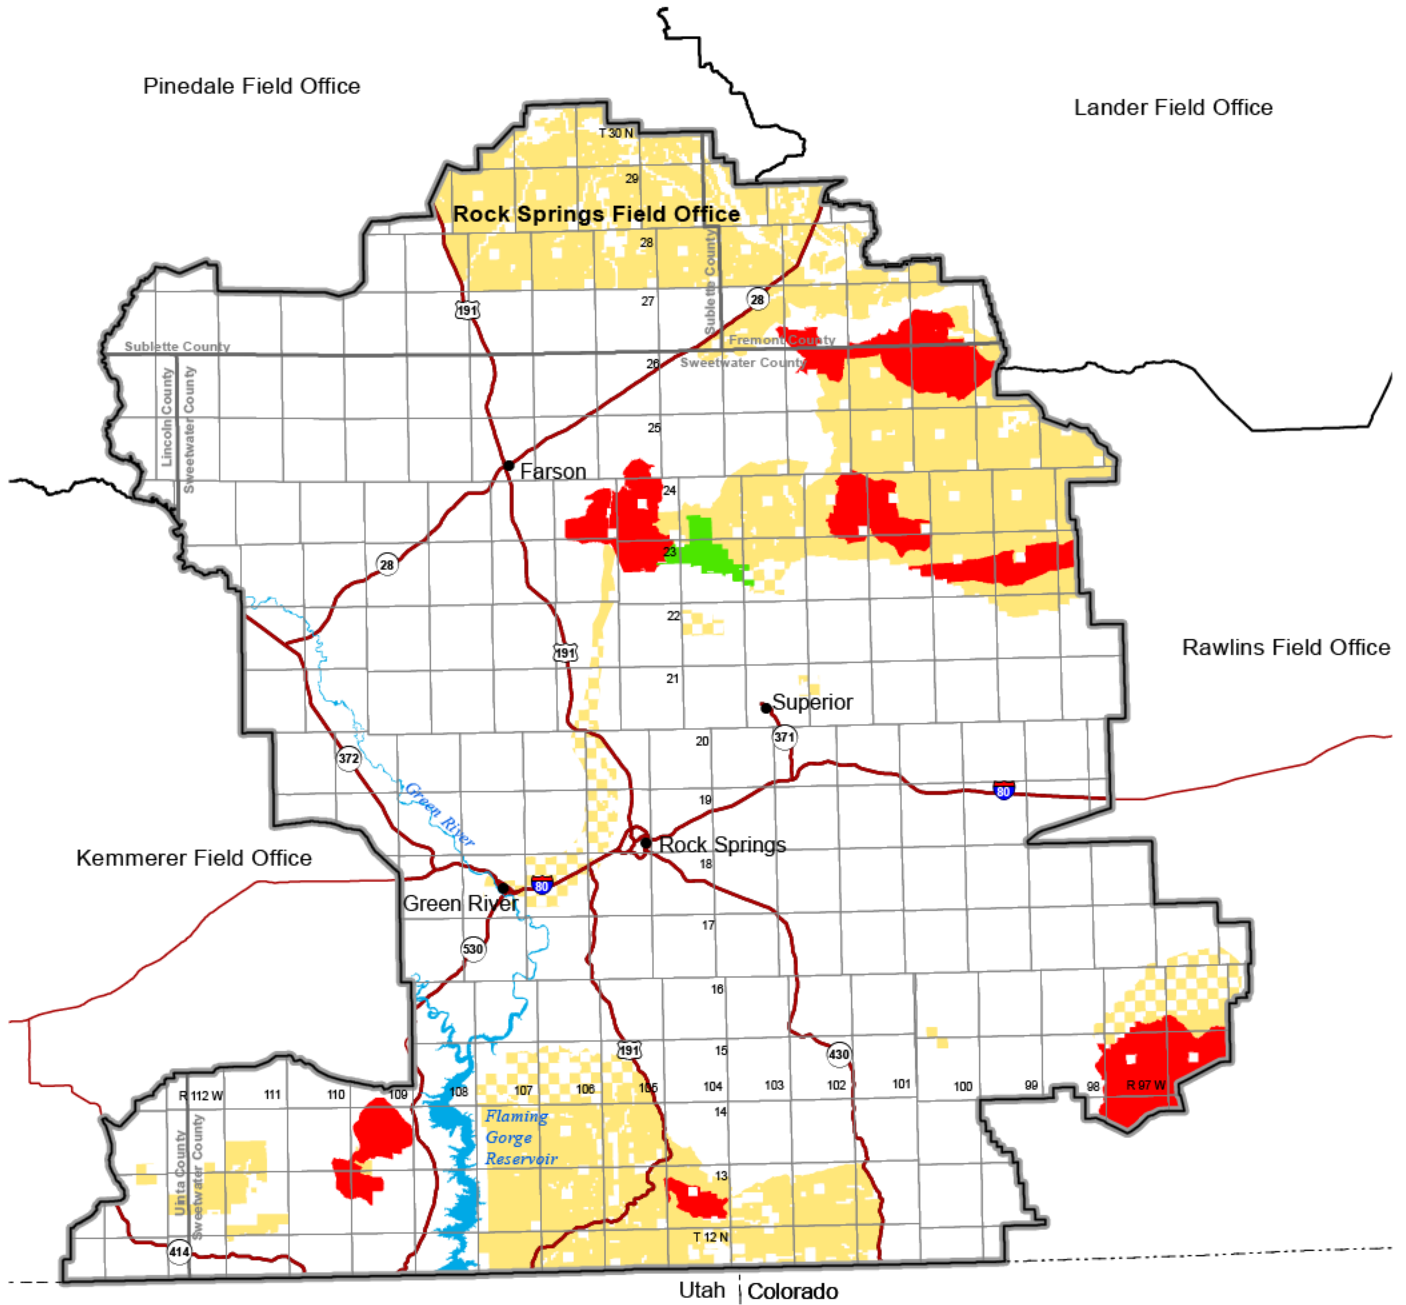 Pinedale Field Office
Lander Field Office
T 30 N
29
Rock Springs Field Office
28
Sublette County
27
28
191
Sublette County
Fremont County
26
Sweetwater County
Lincoln County
Sweetwater County
25
Farson
24
23
28
22
191
Rawlins Field Office
21
Superior
20
371
372
80
19
Green River
Rock Springs
Kemmerer Field Office
18
80
Green River
17
530
16
15
191
430
R 112 W
111
110
109
108
107
106
105
104
103
102
101
100
99
98
R 97 W
14
Flaming
Gorge
Reservoir
Uinta County
Sweetwater County
13
T 12 N
414
Utah
Colorado